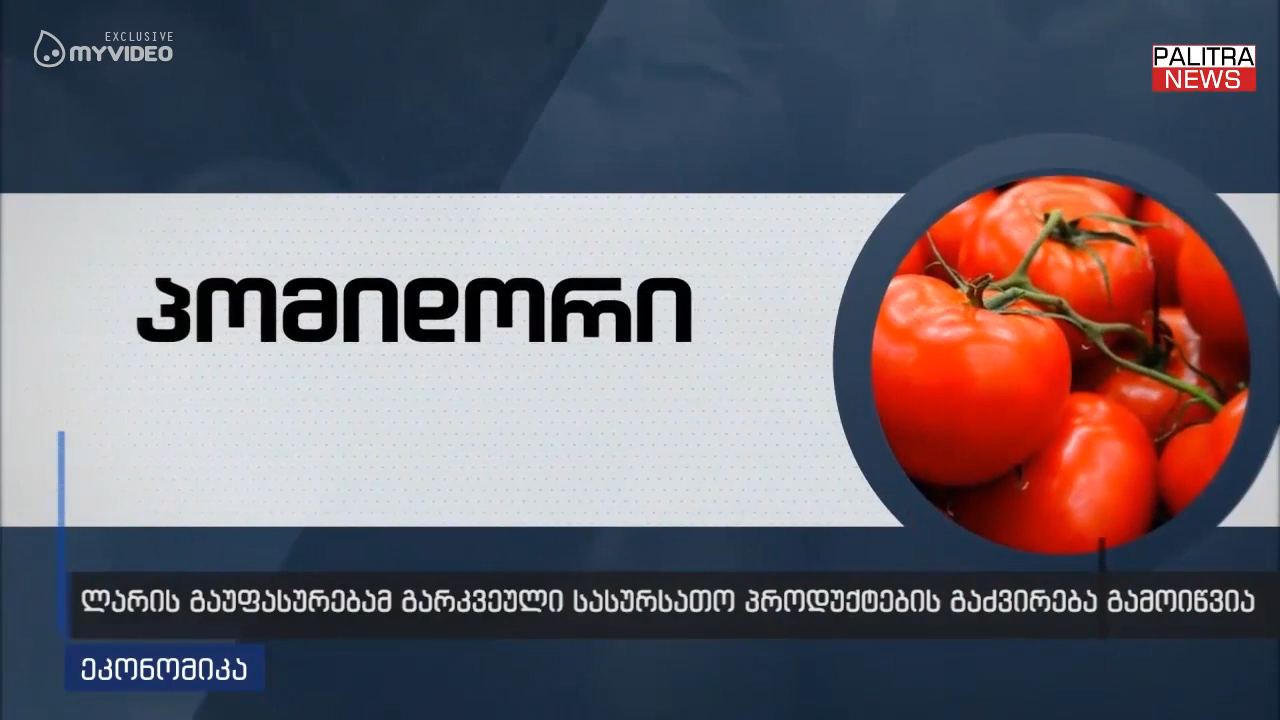 EXCLUSIVE
MYVIDEO
PALITRA
NEWS
პომიდორი
ლარის გაუფასურებამ გარკვეული სასურსათო პროდუქტების გაძვირება გამოიწვია
ეკონომიკა